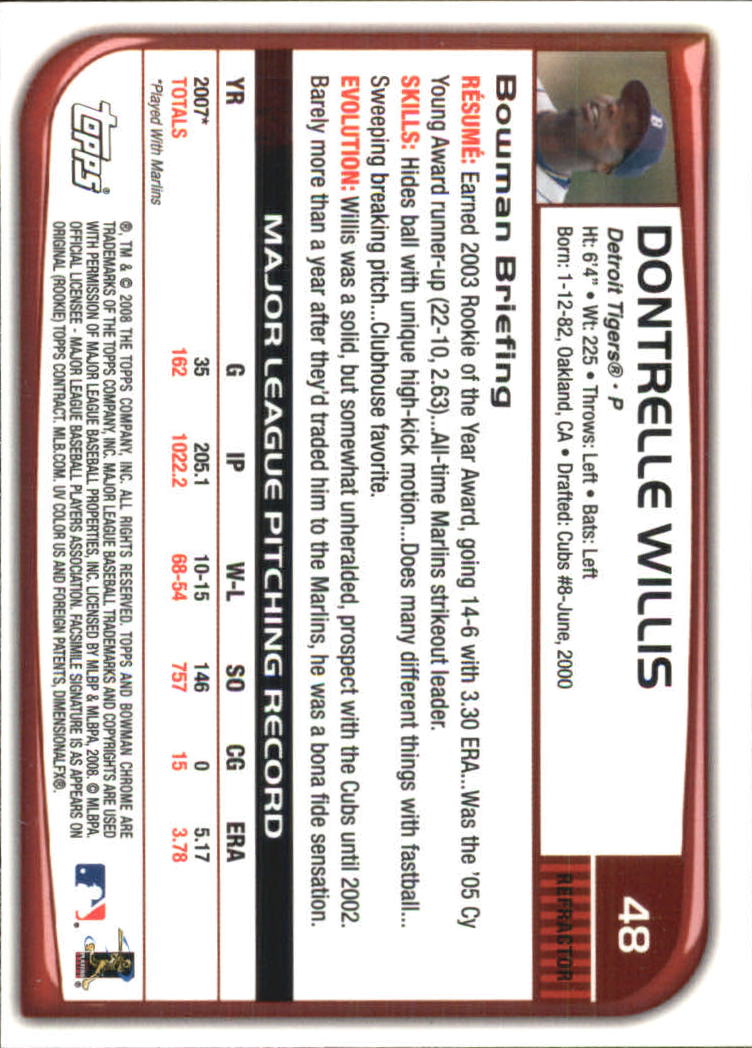 48
REFRACTOR
DONTRELLE WILLIS
Detroit Tigers® • P
Ht: 6'4" • Wt: 225 • Throws: Left • Bats: Left
Born: 1-12-82, Oakland, CA • Drafted: Cubs #8-June, 2000
Bowman Briefing
RÉSUMÉ: Earned 2003 Rookie of the Year Award, going 14-6 with 3.30 ERA...Was the '05 Cy
Young Award runner-up (22-10, 2.63)...All-time Marlins strikeout leader.
SKILLS: Hides ball with unique high-kick motion...Does many different things with fastball...
Sweeping breaking pitch...Clubhouse favorite.
EVOLUTION: Willis was a solid, but somewhat unheralded, prospect with the Cubs until 2002.
Barely more than a year after they'd traded him to the Marlins, he was a bona fide sensation.
MAJOR LEAGUE PITCHING RECORD
YR G IP W-L SO CG ERA
2007* 35 205.1 10-15 146 0 5.17
TOTALS 162 1022.2 68-54 757 15 3.78
*Played With Marlins
topps®
®, TM & © 2008 THE TOPPS COMPANY, INC. ALL RIGHTS RESERVED. TOPPS AND BOWMAN CHROME ARE
TRADEMARKS OF THE TOPPS COMPANY, INC. MAJOR LEAGUE BASEBALL TRADEMARKS AND COPYRIGHTS ARE USED
WITH PERMISSION OF MAJOR LEAGUE BASEBALL PROPERTIES, INC. LICENSED BY MLBP & MLBPA, 2008. © MLBPA.
OFFICIAL LICENSEE - MAJOR LEAGUE BASEBALL PLAYERS ASSOCIATION. FACSIMILE SIGNATURE IS AS APPEARS ON
ORIGINAL (ROOKIE) TOPPS CONTRACT. MLB.COM. UV COLOR US AND FOREIGN PATENTS, DIMENSIONALFX®.